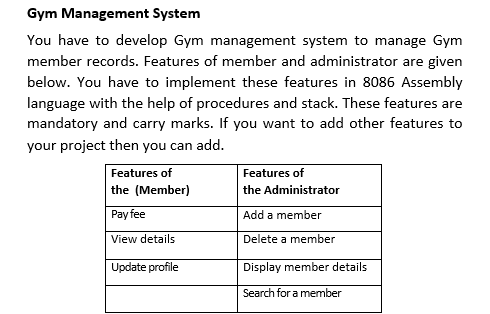 Gym Management System
You have to develop Gym management system to manage Gym
member records. Features of member and administrator are given
below. You have to implement these features in 8086 Assembly
language with the help of procedures and stack. These features are
mandatory and carry marks. If you want to add other features to
your project then you can add.
Features of
the (Member)
Features of
the Administrator
Pay fee
Add a member
View details
Delete a member
Update profile
Display member details
Search for a member